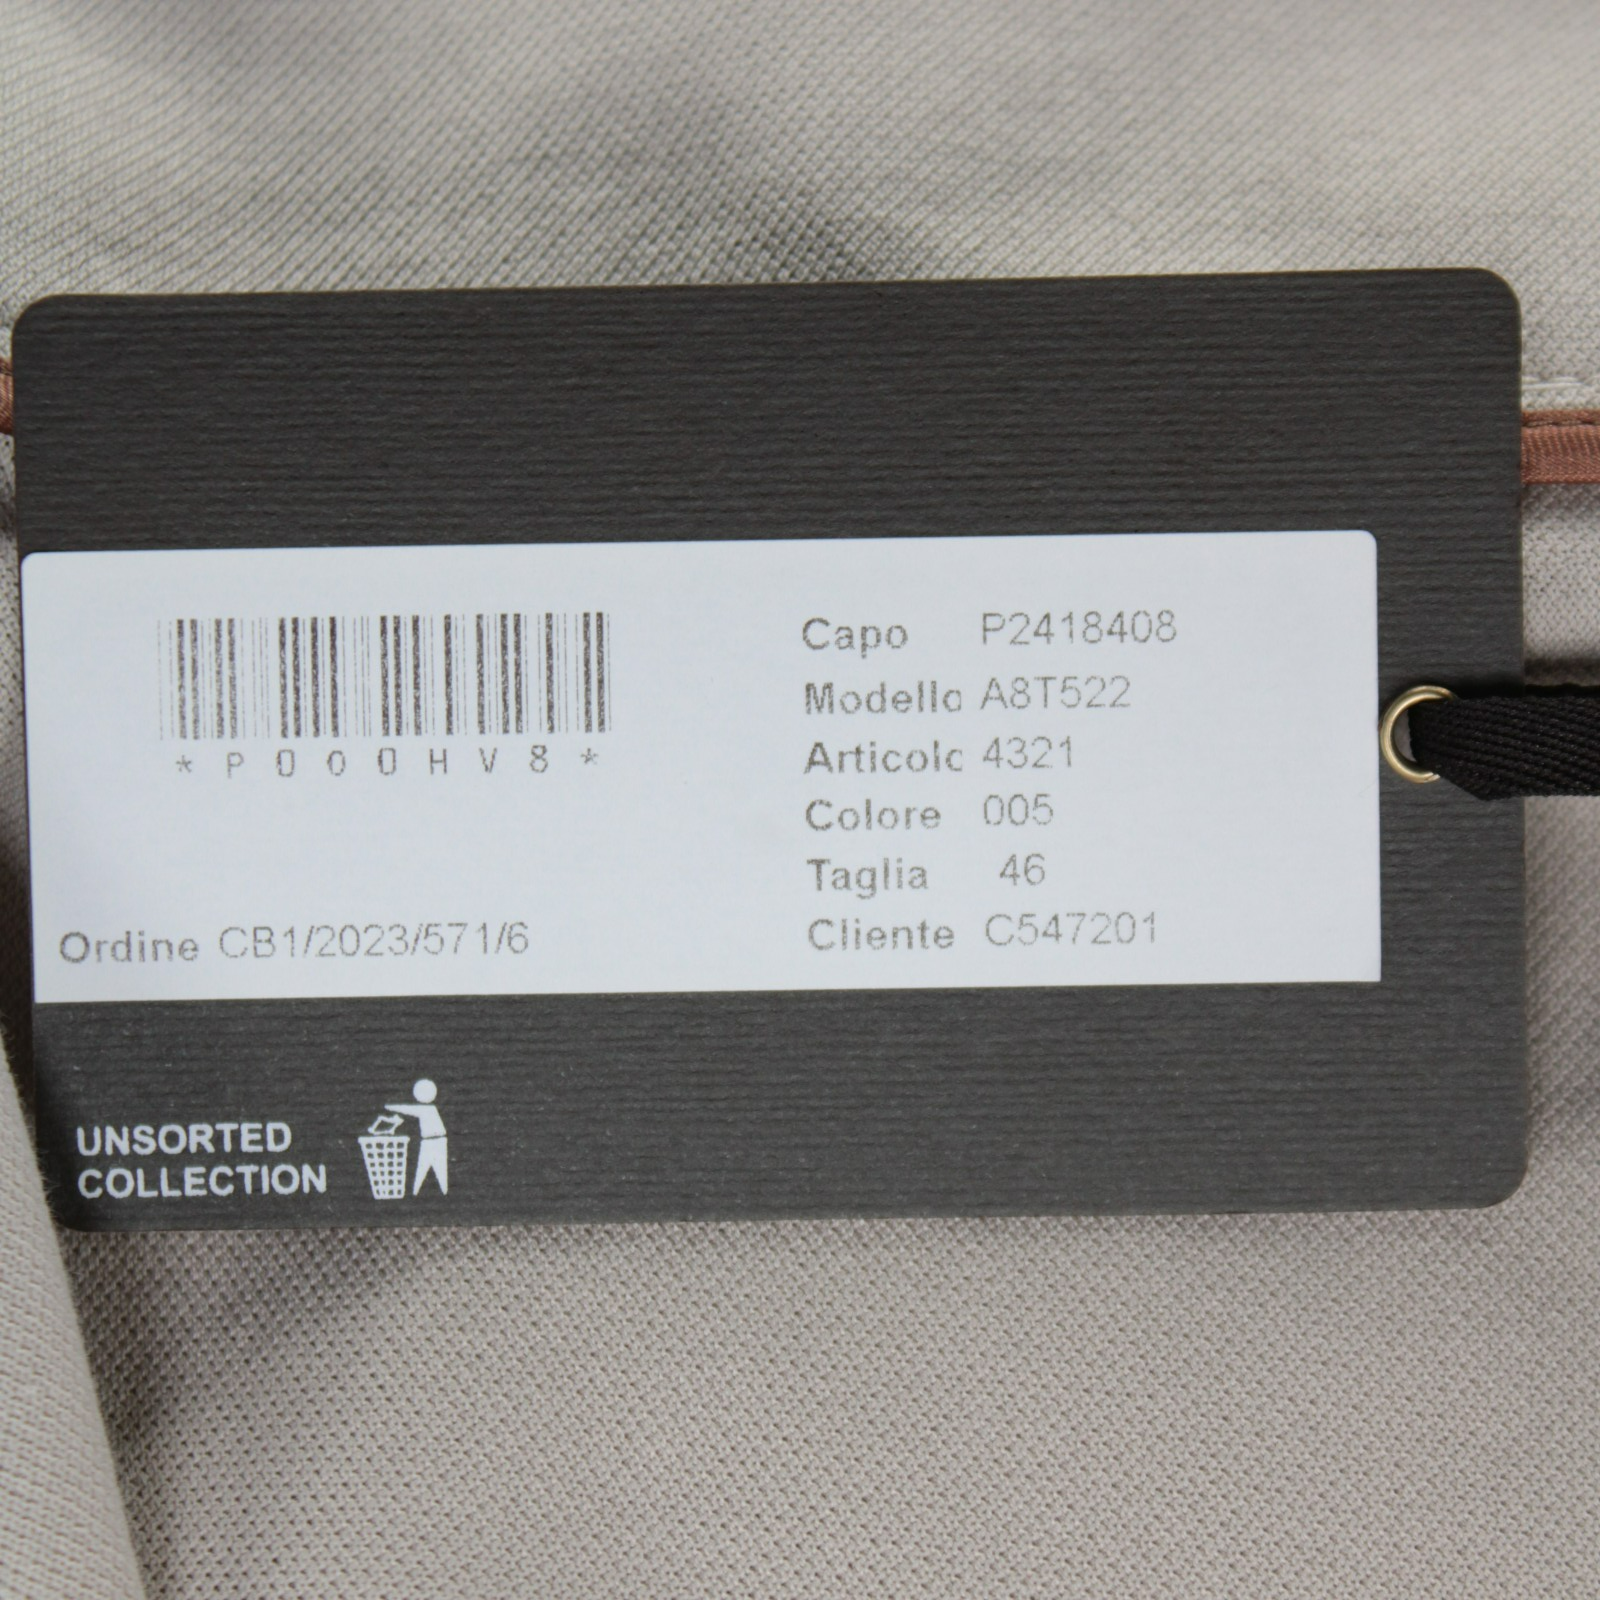 *P000HV8*
Ordine CB1/2023/571/6
Capo P2418408
Modello A8T522
Articolo 4321
Colore 005
Taglia 46
Cliente C547201
UNSORTED
COLLECTION